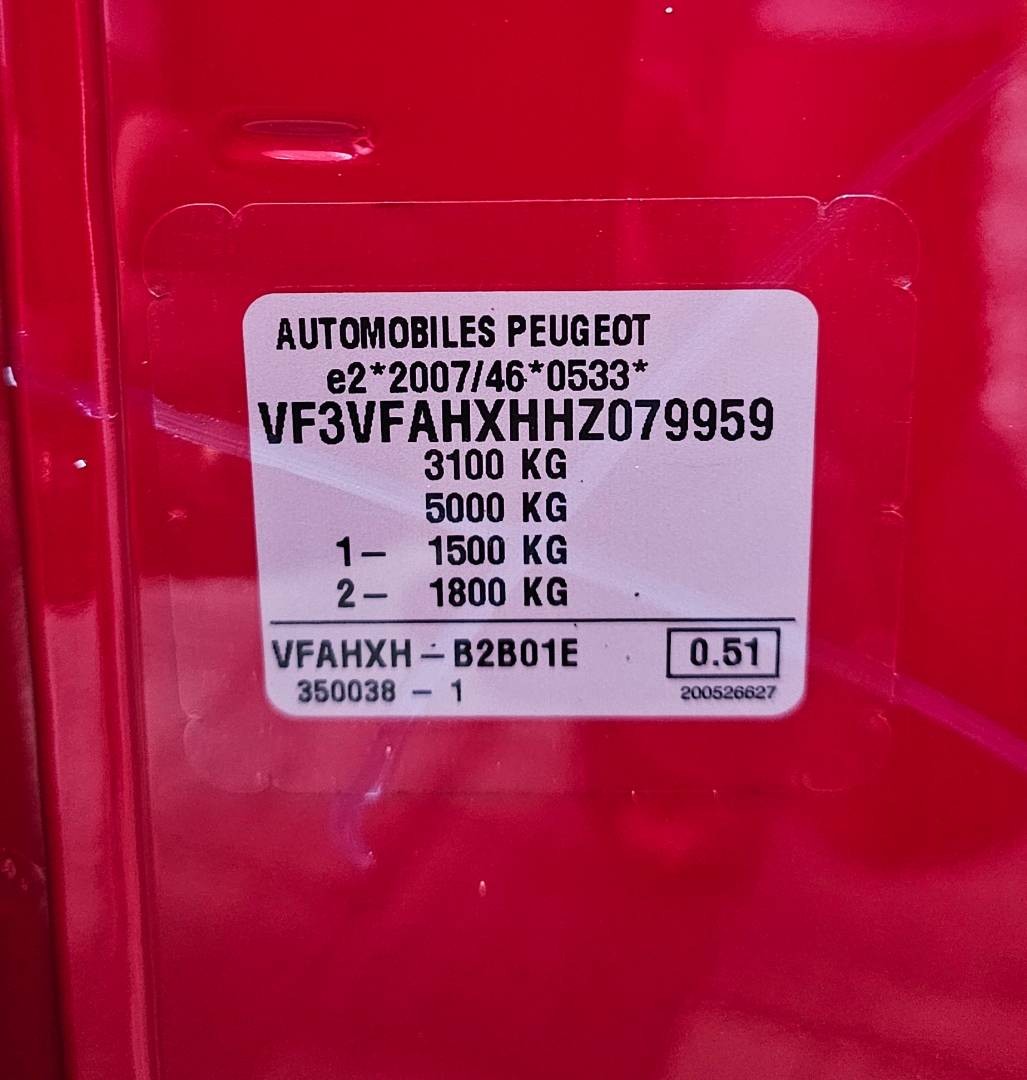 AUTOMOBILES PEUGEOT
e2*2007/46*0533*
VF3VFAHXHHZ079959
3100 KG
5000 KG
1– 1500 KG
2– 1800 KG
VFAHXH – B2B01E 0.51
350038 – 1 200526627